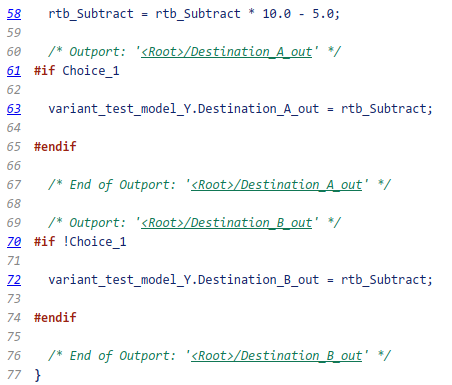 58 rtb_Subtract = rtb_Subtract * 10.0 - 5.0;
59
60 /* Outport: '<Root>/Destination_A_out' */
61 #if Choice_1
62
63 variant_test_model_Y.Destination_A_out = rtb_Subtract;
64
65 #endif
66
67 /* End of Outport: '<Root>/Destination_A_out' */
68
69 /* Outport: '<Root>/Destination_B_out' */
70 #if !Choice_1
71
72 variant_test_model_Y.Destination_B_out = rtb_Subtract;
73
74 #endif
75
76 /* End of Outport: '<Root>/Destination_B_out' */
77 }